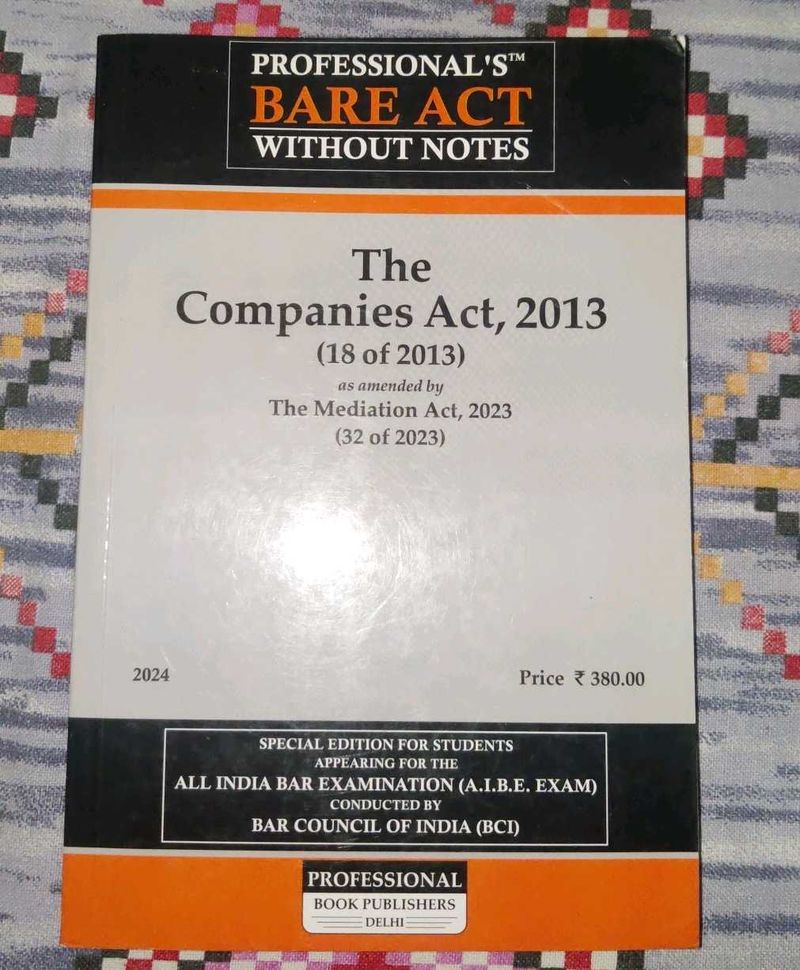 PROFESSIONAL'S™
BARE ACT
WITHOUT NOTES
The
Companies Act, 2013
(18 of 2013)
as amended by
The Mediation Act, 2023
(32 of 2023)
2024
Price ₹ 380.00
SPECIAL EDITION FOR STUDENTS
APPEARING FOR THE
ALL INDIA BAR EXAMINATION (A.I.B.E. EXAM)
CONDUCTED BY
BAR COUNCIL OF INDIA (BCI)
PROFESSIONAL
BOOK PUBLISHERS
DELHI